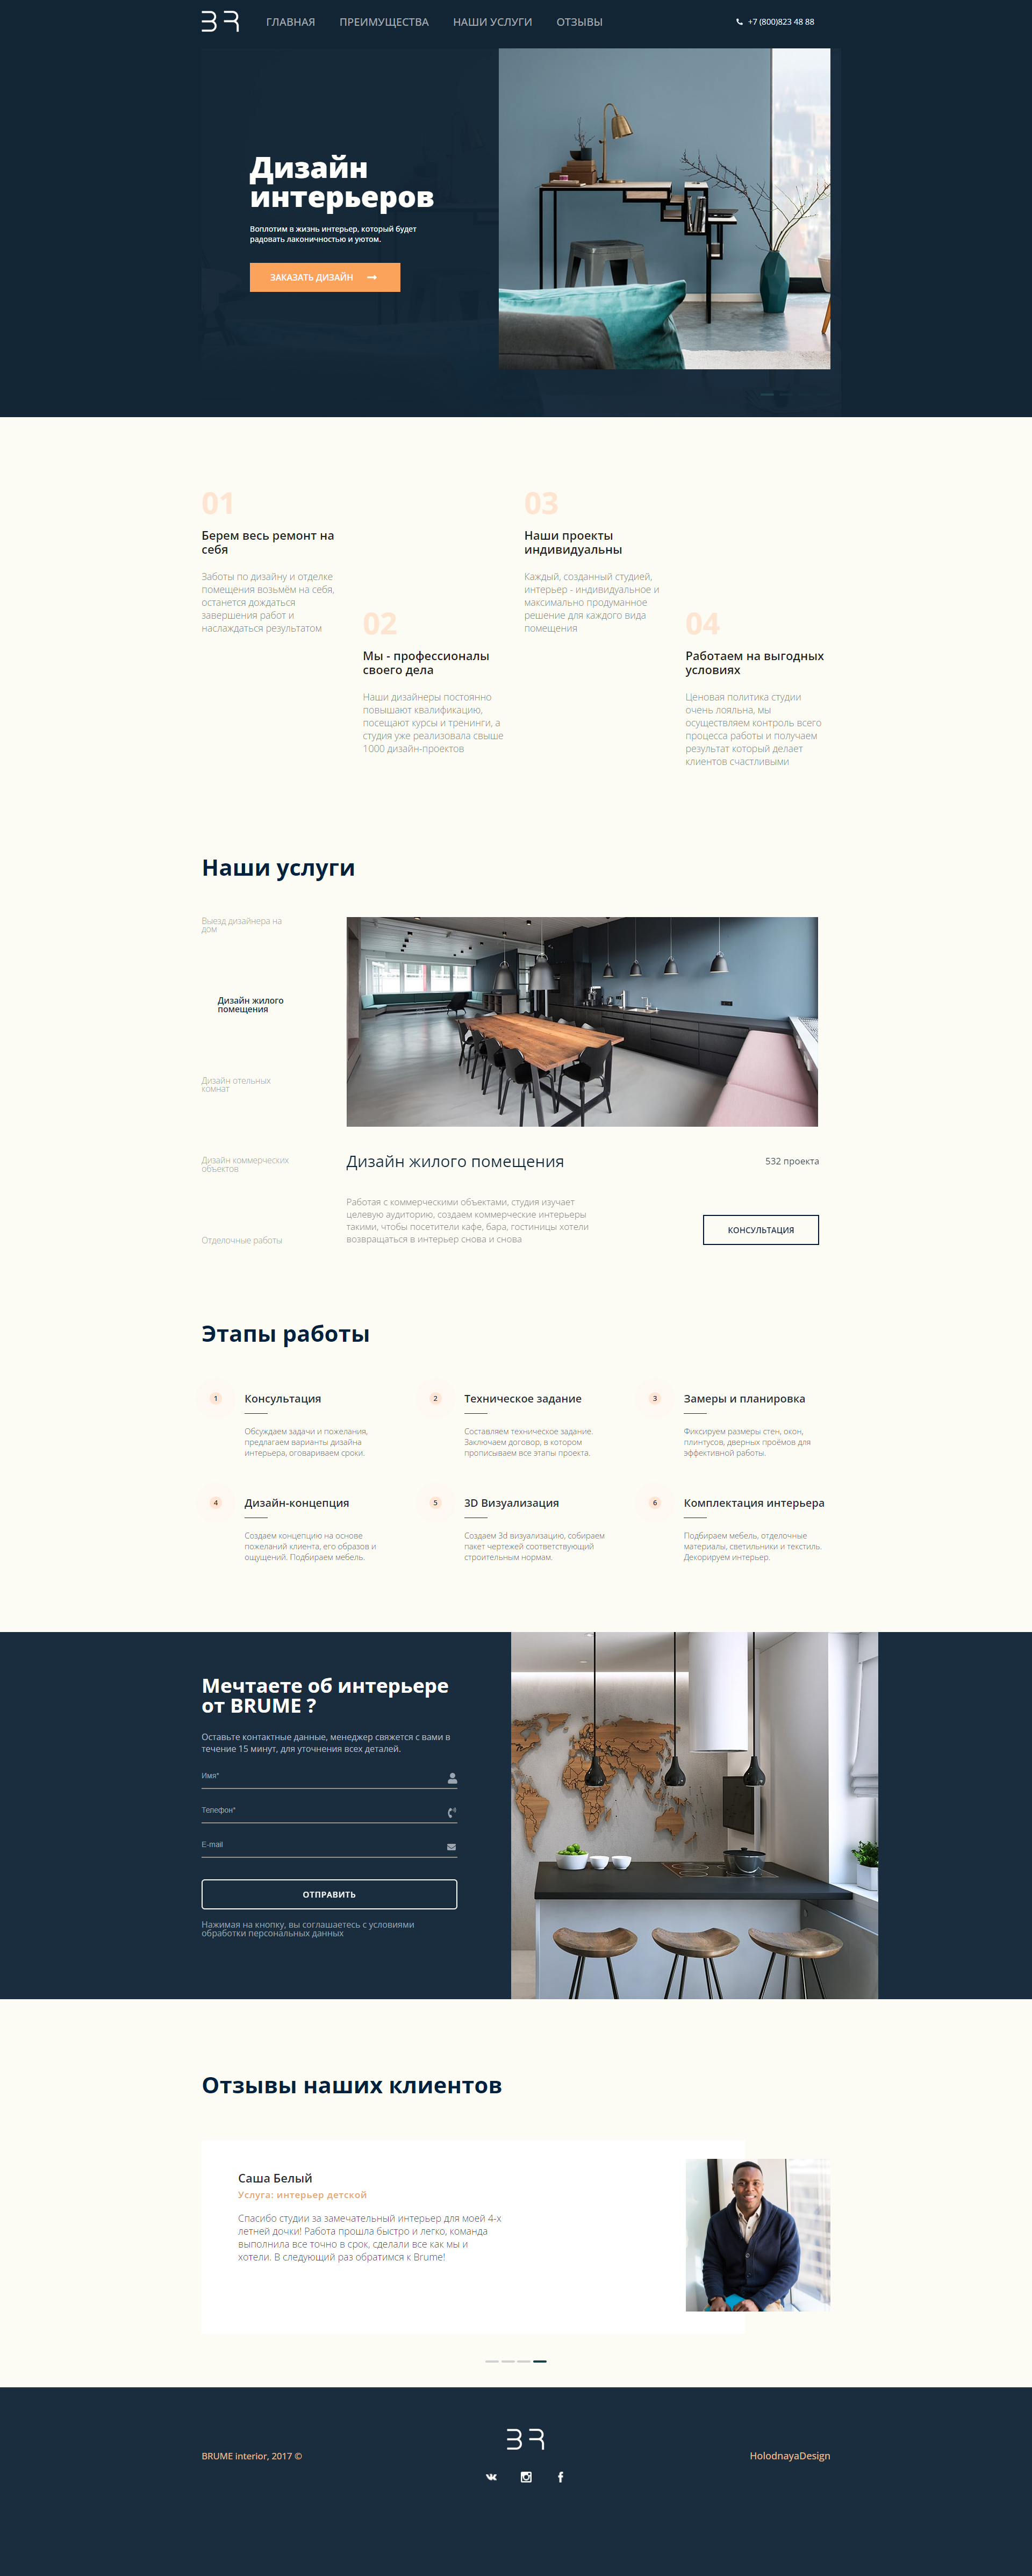 BR
ГЛАВНАЯ
ПРЕИМУЩЕСТВА
НАШИ УСЛУГИ
ОТЗЫВЫ
+7 (800)823 48 88
Дизайн
интерьеров
Воплотим в жизнь интерьер, который будет
радовать лаконичностью и уютом.
ЗАКАЗАТЬ ДИЗАЙН
01
Берем весь ремонт на
себя
Заботы по дизайну и отделке
помещения возьмём на себя,
останется дождаться
завершения работ и
наслаждаться результатом
02
Мы - профессионалы
своего дела
Наши дизайнеры постоянно
повышают квалификацию,
посещают курсы и тренинги, а
студия уже реализовала свыше
1000 дизайн-проектов
03
Наши проекты
индивидуальны
Каждый, созданный студией,
интерьер - индивидуальное и
максимально продуманное
решение для каждого вида
помещения
04
Работаем на выгодных
условиях
Ценовая политика студии
очень лояльна, мы
осуществляем контроль всего
процесса работы и получаем
результат который делает
клиентов счастливыми
Наши услуги
Выезд дизайнера на
дом
Дизайн жилого
помещения
Дизайн отельных
комнат
Дизайн коммерческих
объектов
Отделочные работы
Дизайн жилого помещения
532 проекта
Работая с коммерческими объектами, студия изучает
целевую аудиторию, создаем коммерческие интерьеры
такими, чтобы посетители кафе, бара, гостиницы хотели
возвращаться в интерьер снова и снова
КОНСУЛЬТАЦИЯ
Этапы работы
1
Консультация
Обсуждаем задачи и пожелания,
предлагаем варианты дизайна
интерьера, оговариваем сроки.
2
Техническое задание
Составляем техническое задание.
Заключаем договор, в котором
прописываем все этапы проекта.
3
Замеры и планировка
Фиксируем размеры стен, окон,
плинтусов, дверных проёмов для
эффективной работы.
4
Дизайн-концепция
Создаем концепцию на основе
пожеланий клиента, его образов и
ощущений. Подбираем мебель.
5
3D Визуализация
Создаем 3d визуализацию, собираем
пакет чертежей соответствующий
строительным нормам.
6
Комплектация интерьера
Подбираем мебель, отделочные
материалы, светильники и текстиль.
Декорируем интерьер.
Мечтаете об интерьере
от BRUME ?
Оставьте контактные данные, менеджер свяжется с вами в
течение 15 минут, для уточнения всех деталей.
Имя*
Телефон*
E-mail
ОТПРАВИТЬ
Нажимая на кнопку, вы соглашаетесь с условиями
обработки персональных данных
Отзывы наших клиентов
Саша Белый
Услуга: интерьер детской
Спасибо студии за замечательный интерьер для моей 4-х
летней дочки! Работа прошла быстро и легко, команда
выполнила все точно в срок, сделали все как мы и
хотели. В следующий раз обратимся к Brume!
BR
BRUME interior, 2017 ©
HolodnayaDesign